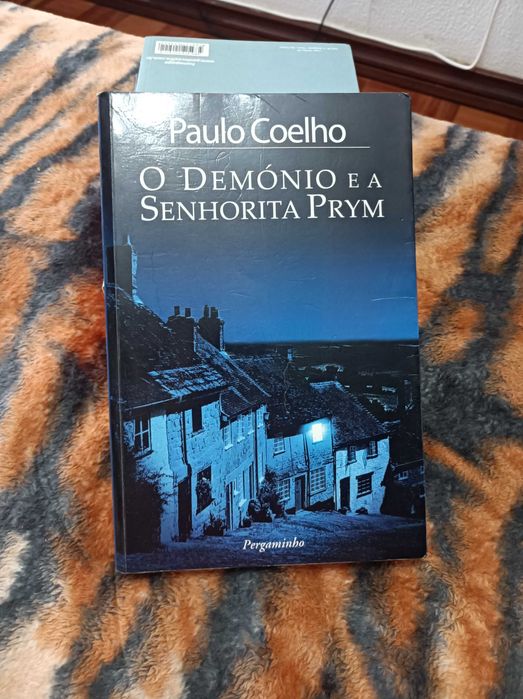 Paulo Coelho
O DEMÓNIO E A
SENHORITA PRYM
Pergaminho